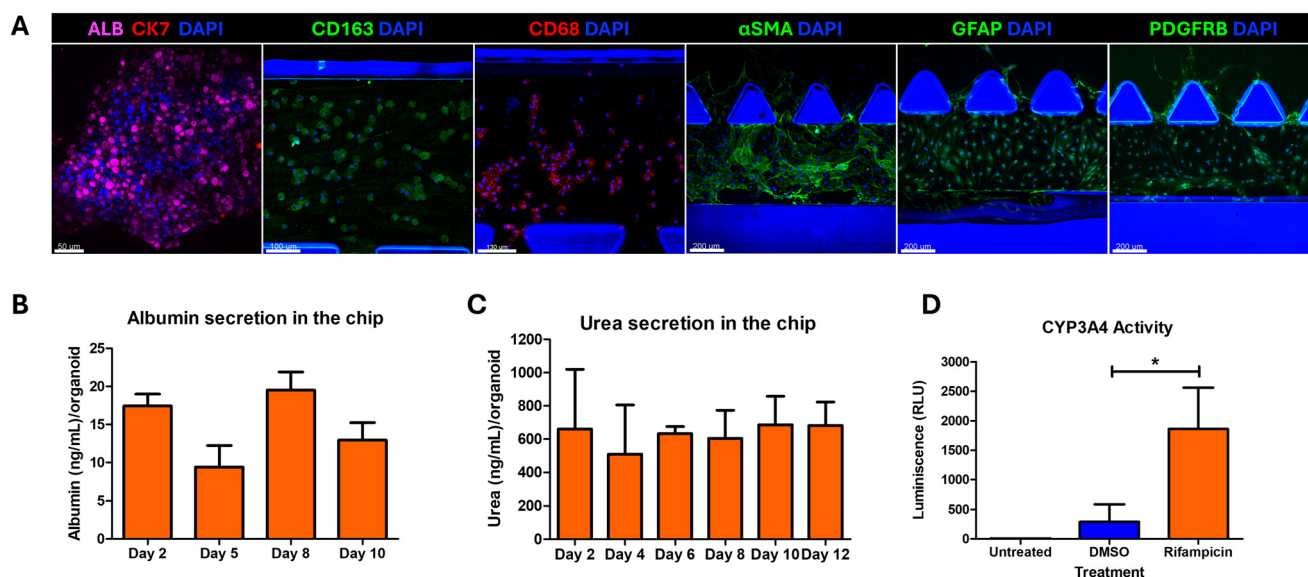 A
ALB CK7 DAPI
CD163 DAPI
CD68 DAPI
αSMA DAPI
GFAP DAPI
PDGFRB DAPI
50 um
100 um
130 um
200 um
200 um
200 um
B
Albumin secretion in the chip
Albumin (ng/mL)/organoid
25
20
15
10
5
0
Day 2
Day 5
Day 8
Day 10
C
Urea secretion in the chip
Urea (ng/mL)/organoid
1200
1000
800
600
400
200
0
Day 2
Day 4
Day 6
Day 8
Day 10
Day 12
D
CYP3A4 Activity
Luminiscence (RLU)
3000
2500
2000
1500
1000
500
0
*
Untreated
DMSO
Rifampicin
Treatment